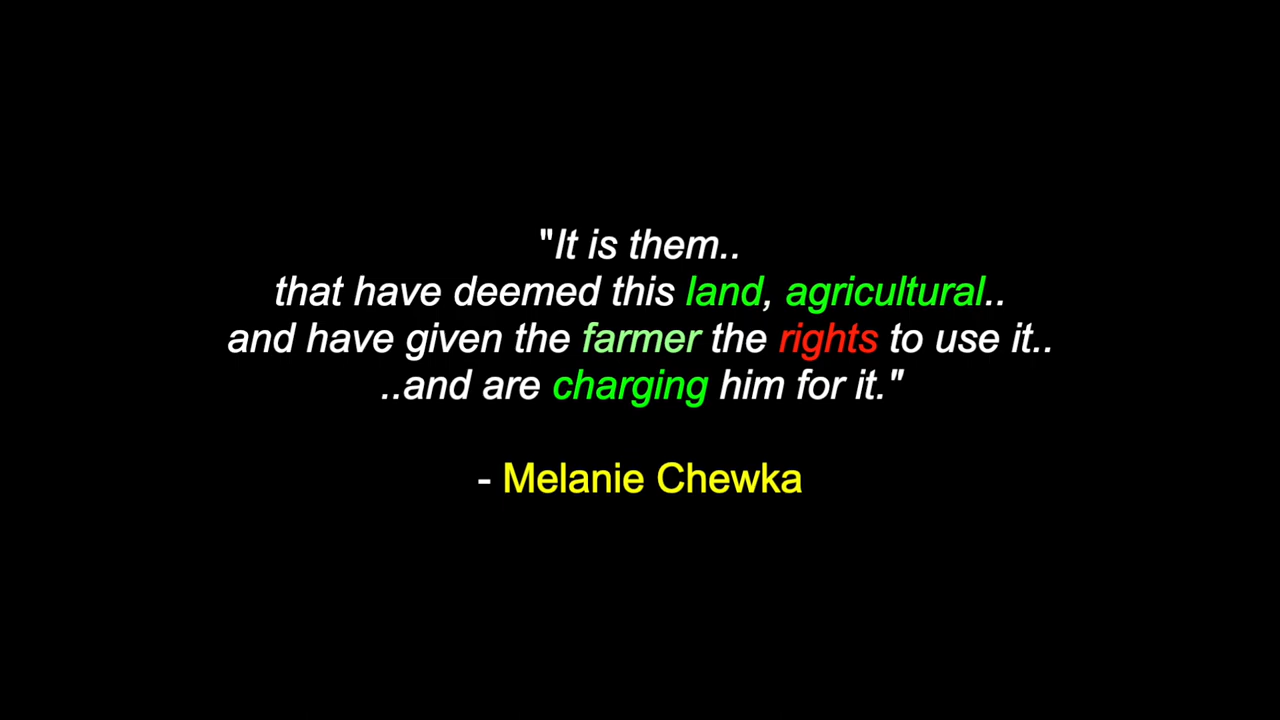 "It is them..
that have deemed this land, agricultural..
and have given the farmer the rights to use it..
..and are charging him for it."
- Melanie Chewka